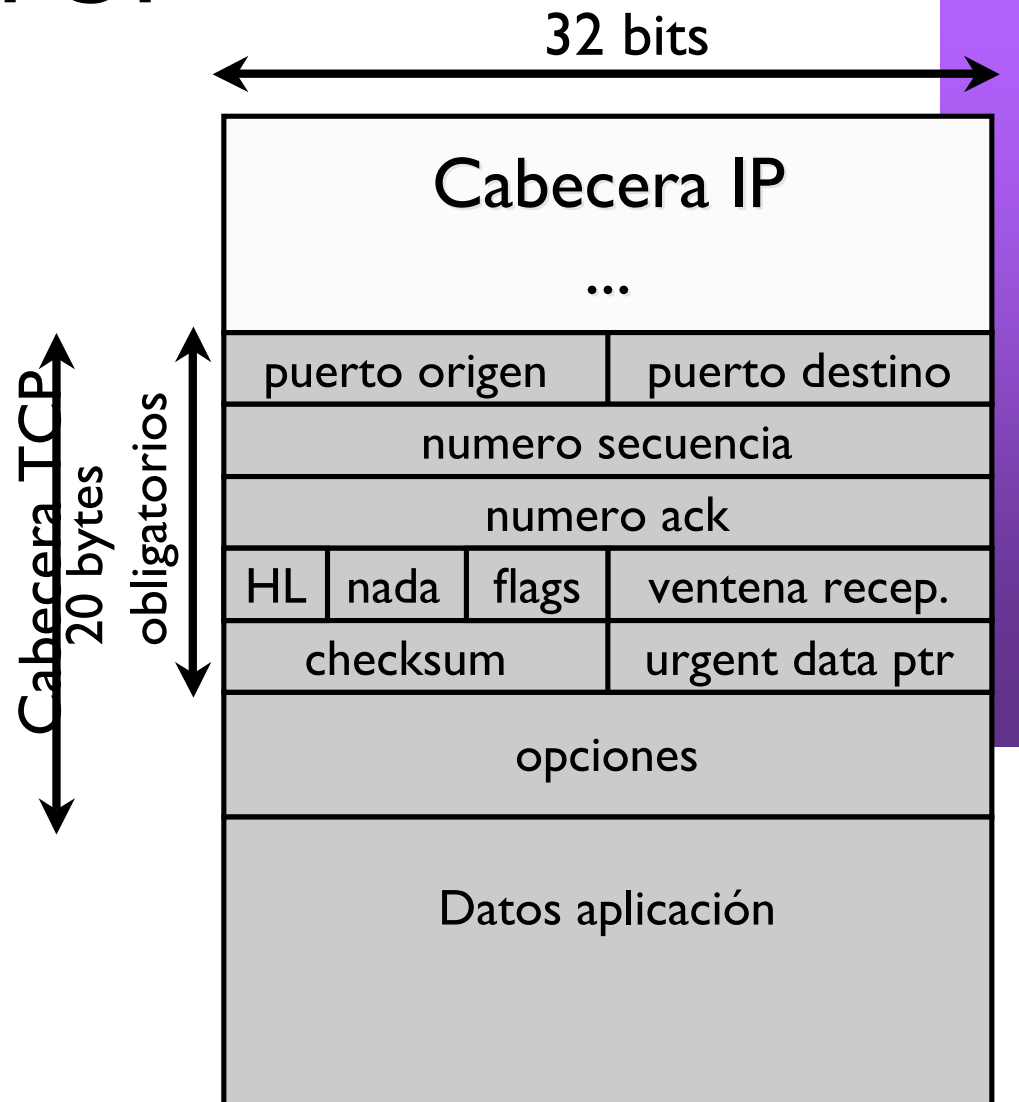 32 bits
Cabecera IP
...
puerto origen
puerto destino
numero secuencia
numero ack
HL
nada
flags
ventena recep.
checksum
urgent data ptr
opciones
Datos aplicación
Cabecera TCP
20 bytes
obligatorios